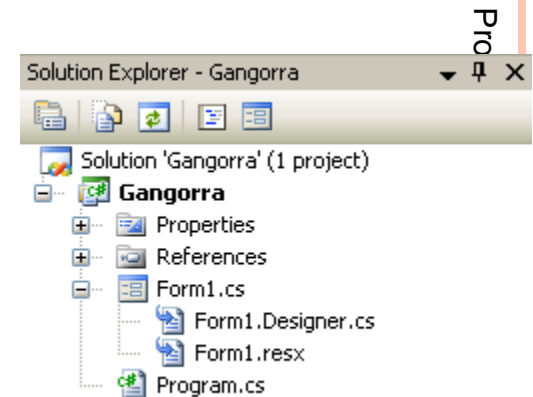 Pro
Solution Explorer - Gangorra
Solution 'Gangorra' (1 project)
Gangorra
Properties
References
Form1.cs
Form1.Designer.cs
Form1.resx
Program.cs